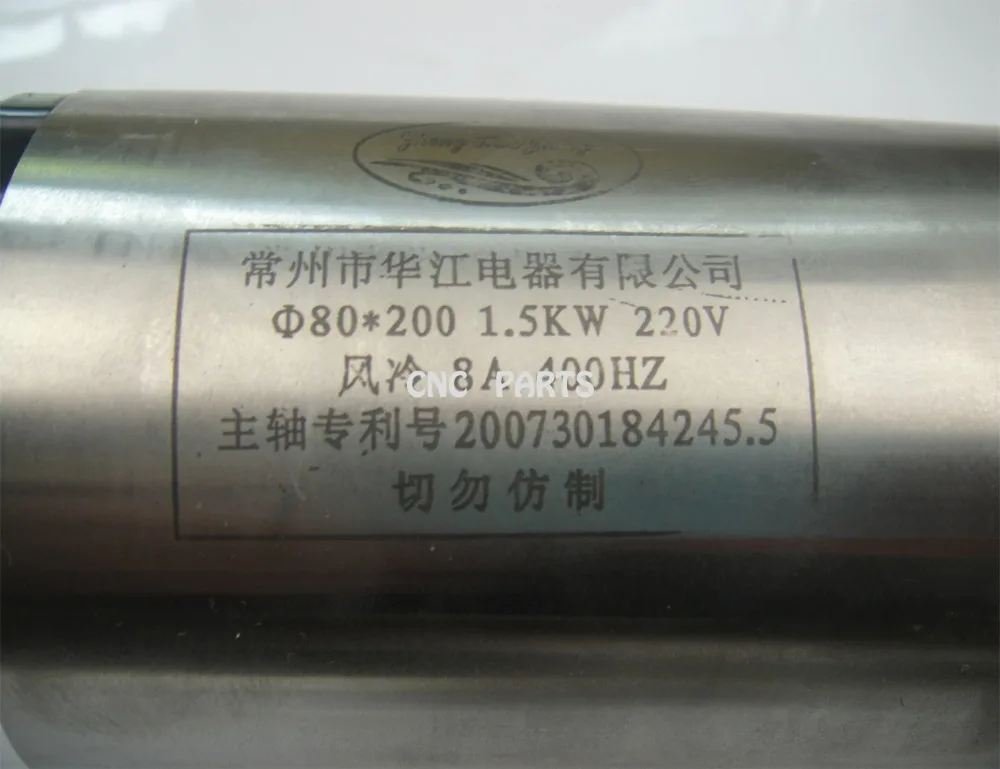 常州市华江电器有限公司
Φ80*200 1.5KW 220V
风冷 8A 400HZ
CNC PARTS
主轴专利号200730184245.5
切勿仿制